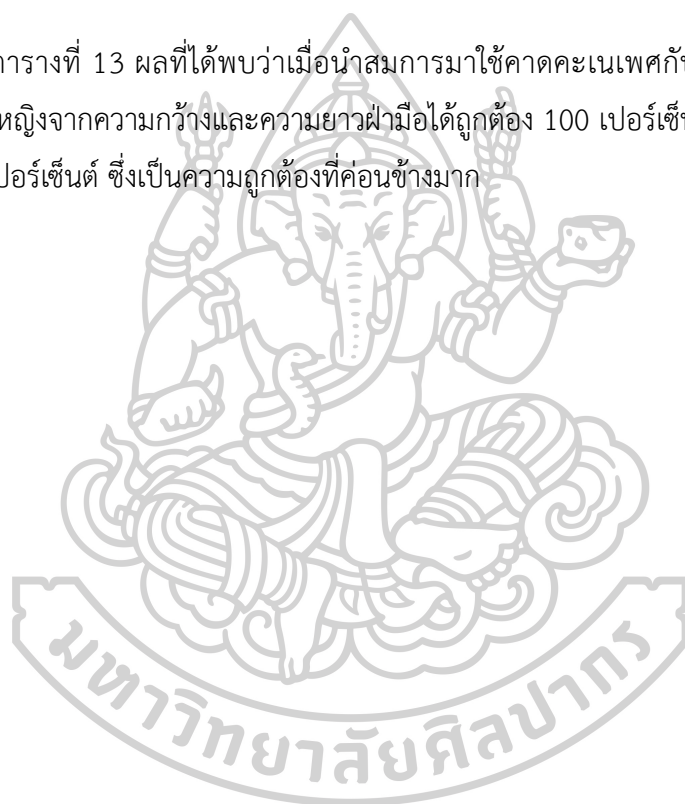 ตารางที่ 13 ผลที่ได้พบว่าเมื่อนำสมการมาใช้คาดคะเนเพศกับ
หญิงจากความกว้างและความยาวฝ่ามือได้ถูกต้อง 100 เปอร์เซ็น
ปอร์เซ็นต์ ซึ่งเป็นความถูกต้องที่ค่อนข้างมาก
มหาวิทยาลัยศิลปากร